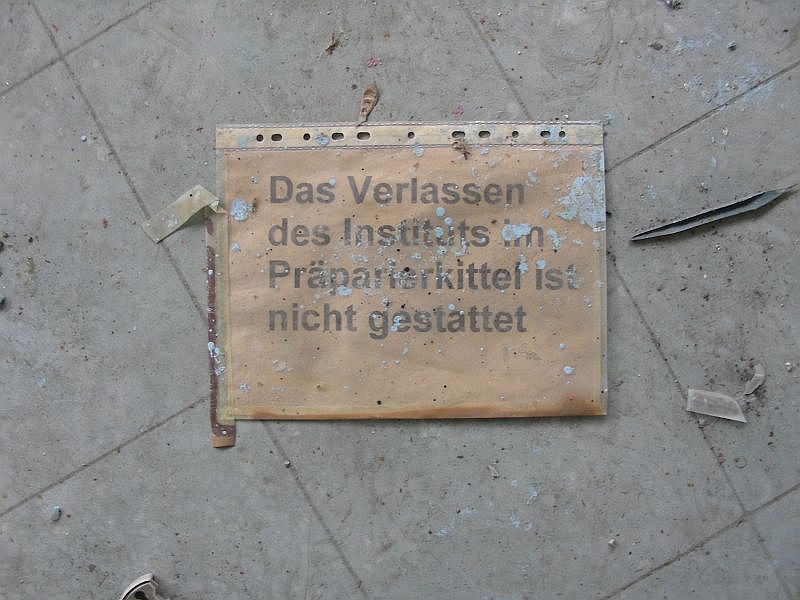 Das Verlassen
des Instituts im
Präparierkittel ist
nicht gestattet